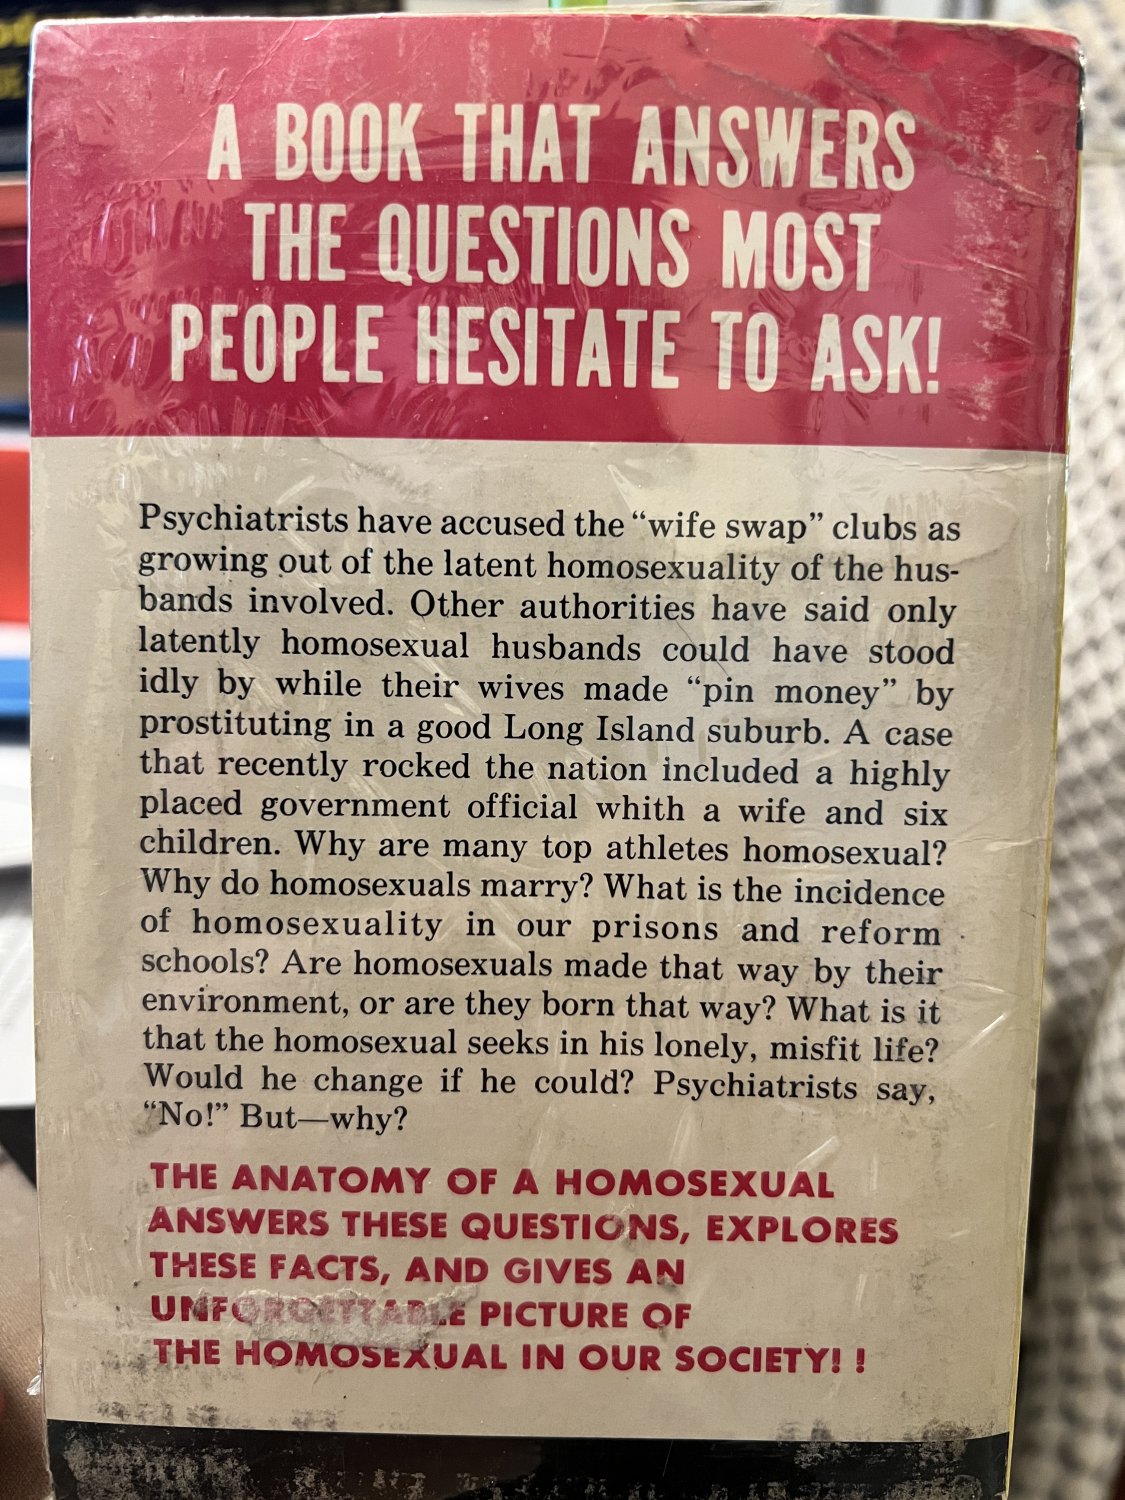 A BOOK THAT ANSWERS
THE QUESTIONS MOST
PEOPLE HESITATE TO ASK!
Psychiatrists have accused the “wife swap” clubs as
growing out of the latent homosexuality of the hus-
bands involved. Other authorities have said only
latently homosexual husbands could have stood
idly by while their wives made “pin money” by
prostituting in a good Long Island suburb. A case
that recently rocked the nation included a highly
placed government official whith a wife and six
children. Why are many top athletes homosexual?
Why do homosexuals marry? What is the incidence
of homosexuality in our prisons and reform
schools? Are homosexuals made that way by their
environment, or are they born that way? What is it
that the homosexual seeks in his lonely, misfit life?
Would he change if he could? Psychiatrists say,
“No!” But—why?
THE ANATOMY OF A HOMOSEXUAL
ANSWERS THESE QUESTIONS, EXPLORES
THESE FACTS, AND GIVES AN
UNFORGETTABLE PICTURE OF
THE HOMOSEXUAL IN OUR SOCIETY! !